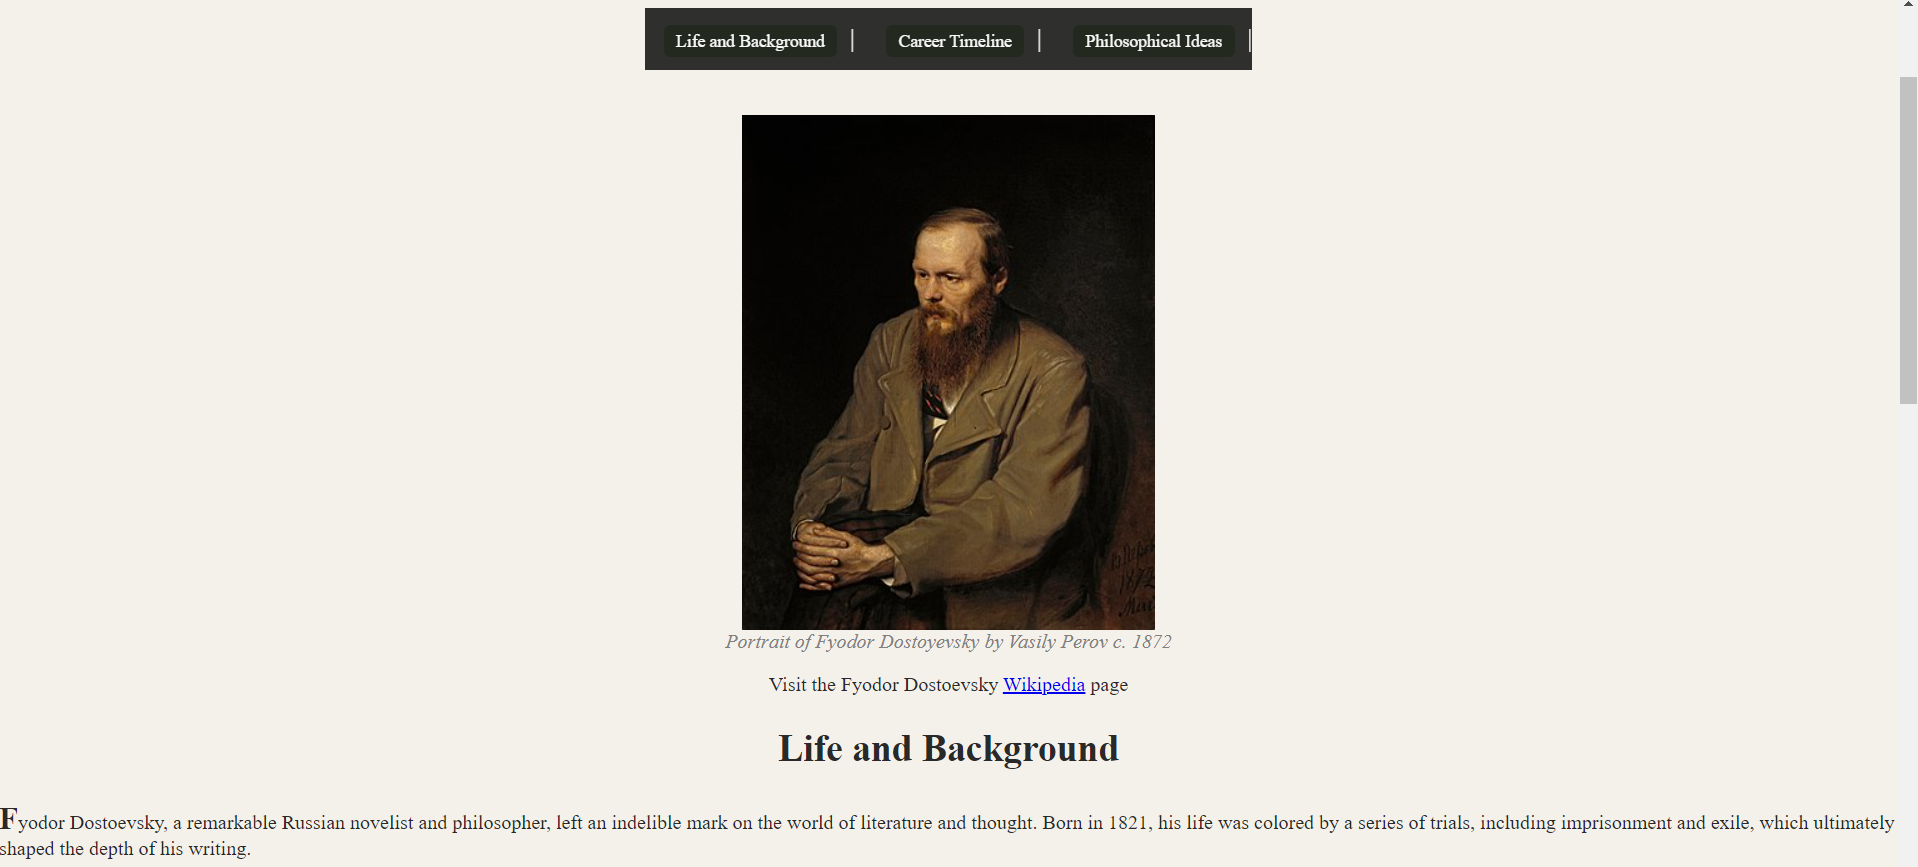 Life and Background | Career Timeline | Philosophical Ideas |
1872
Portrait of Fyodor Dostoyevsky by Vasily Perov c. 1872
Visit the Fyodor Dostoevsky Wikipedia page
Life and Background
Fyodor Dostoevsky, a remarkable Russian novelist and philosopher, left an indelible mark on the world of literature and thought. Born in 1821, his life was colored by a series of trials, including imprisonment and exile, which ultimately
shaped the depth of his writing.